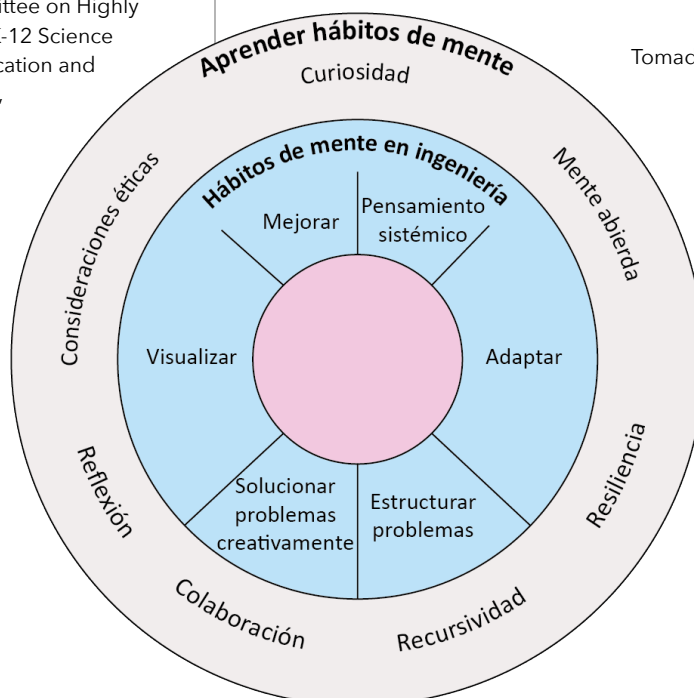 ittee on Highly
K-12 Science
cation and
Aprender hábitos de mente
Curiosidad
Mente abierda
Resiliencia
Recursividad
Colaboración
Reflexión
Consideraciones éticas
Hábitos de mente en ingeniería
Mejorar
Pensamiento
sistémico
Adaptar
Estructurar
problemas
Solucionar
problemas
creativamente
Visualizar
Tomad